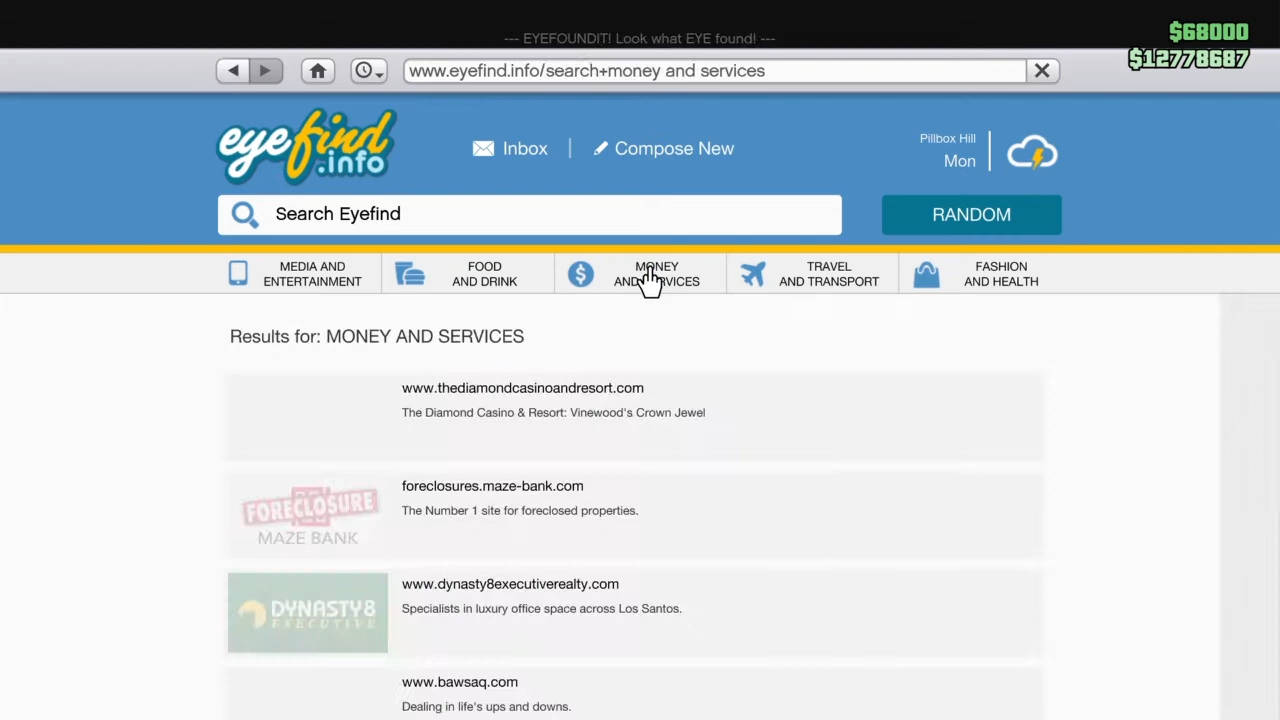 --- EYEFOUNDIT! Look what EYE found! ---
$68000
$12778687
www.eyefind.info/search+money and services
eyefind
.info
Inbox
Compose New
Pillbox Hill
Mon
Search Eyefind
RANDOM
MEDIA AND
ENTERTAINMENT
FOOD
AND DRINK
MONEY
AND SERVICES
TRAVEL
AND TRANSPORT
FASHION
AND HEALTH
Results for: MONEY AND SERVICES
www.thediamondcasinoandresort.com
The Diamond Casino & Resort: Vinewood's Crown Jewel
FORECLOSURE
MAZE BANK
foreclosures.maze-bank.com
The Number 1 site for foreclosed properties.
DYNASTY8
EXECUTIVE
www.dynasty8executiverealty.com
Specialists in luxury office space across Los Santos.
www.bawsaq.com
Dealing in life's ups and downs.